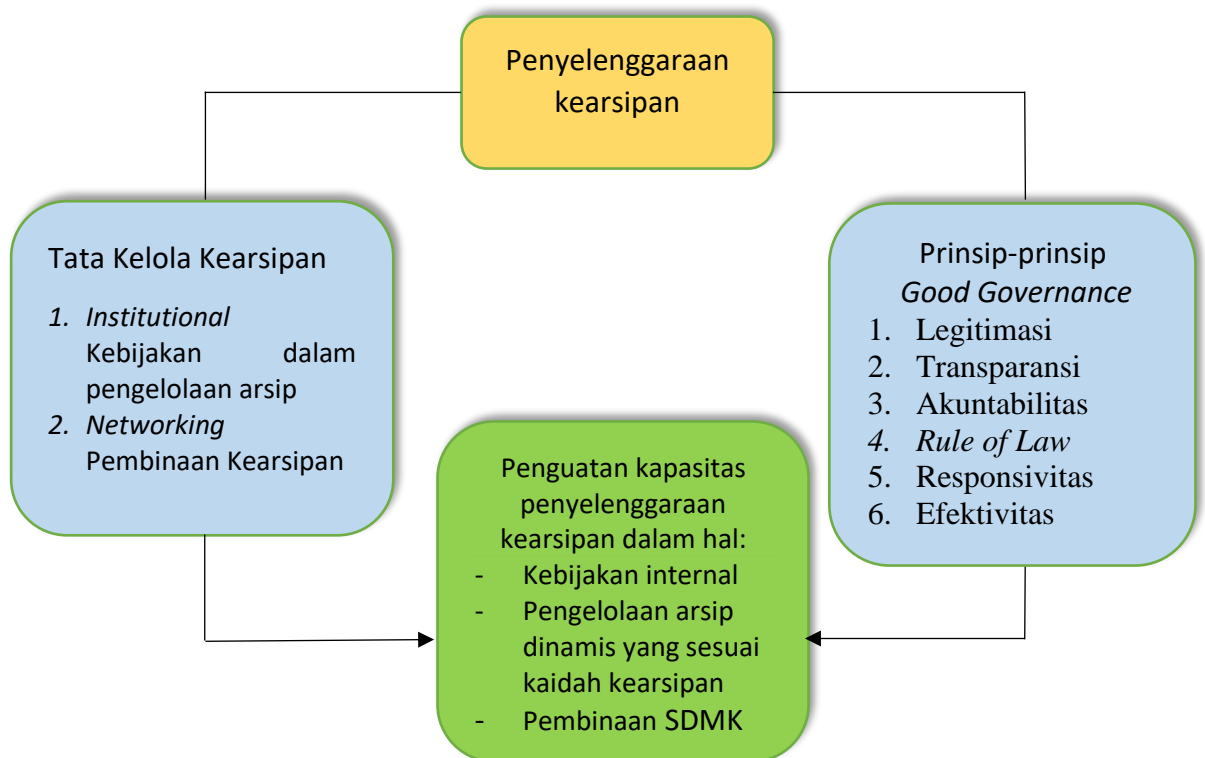 Penyelenggaraan
kearsipan
Tata Kelola Kearsipan
1. Institutional
Kebijakan dalam
pengelolaan arsip
2. Networking
Pembinaan Kearsipan
Prinsip-prinsip
Good Governance
1. Legitimasi
2. Transparansi
3. Akuntabilitas
4. Rule of Law
5. Responsivitas
6. Efektivitas
Penguatan kapasitas
penyelenggaraan
kearsipan dalam hal:
- Kebijakan internal
- Pengelolaan arsip
dinamis yang sesuai
kaidah kearsipan
- Pembinaan SDMK